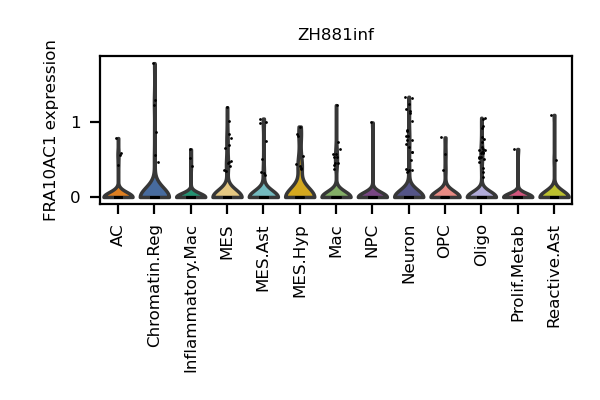 ZH881inf
FRA10AC1 expression
1
0
AC
Chromatin.Reg
Inflammatory.Mac
MES
MES.Ast
MES.Hyp
Mac
NPC
Neuron
OPC
Oligo
Prolif.Metab
Reactive.Ast